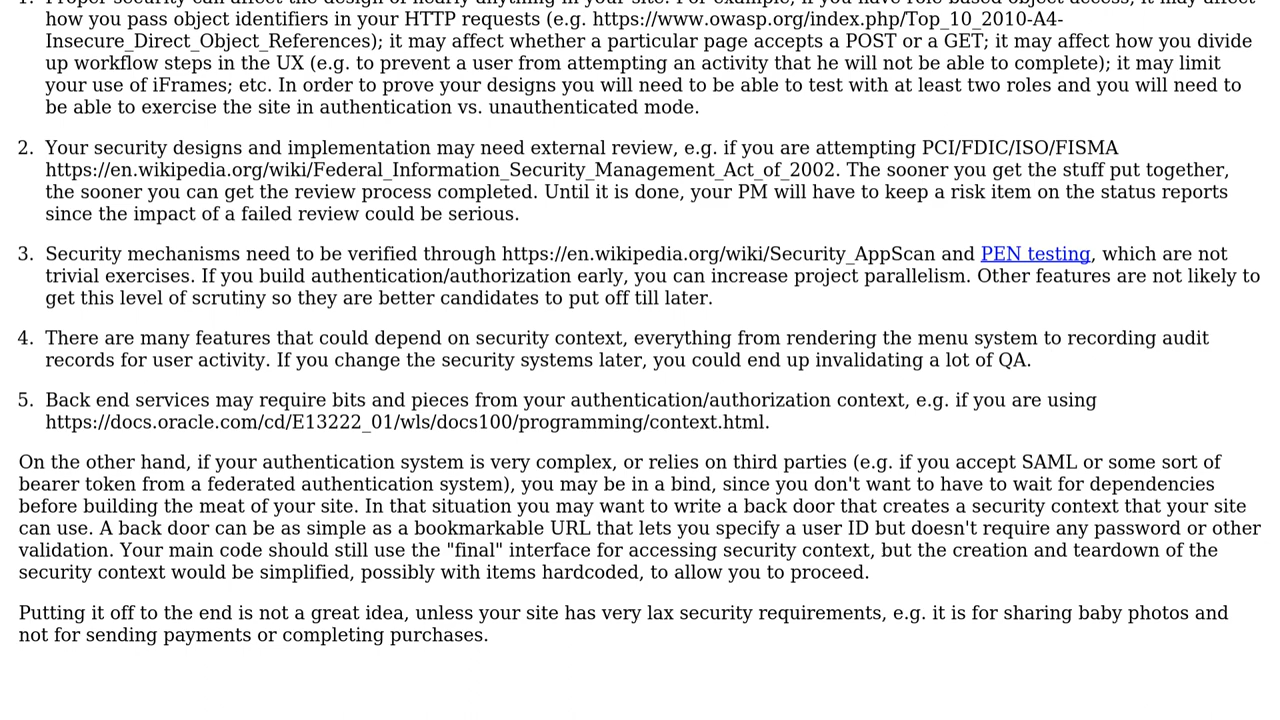 how you pass object identifiers in your HTTP requests (e.g. https://www.owasp.org/index.php/Top_10_2010-A4-
Insecure_Direct_Object_References); it may affect whether a particular page accepts a POST or a GET; it may affect how you divide
up workflow steps in the UX (e.g. to prevent a user from attempting an activity that he will not be able to complete); it may limit
your use of iFrames; etc. In order to prove your designs you will need to be able to test with at least two roles and you will need to
be able to exercise the site in authentication vs. unauthenticated mode.
2. Your security designs and implementation may need external review, e.g. if you are attempting PCI/FDIC/ISO/FISMA
https://en.wikipedia.org/wiki/Federal_Information_Security_Management_Act_of_2002. The sooner you get the stuff put together,
the sooner you can get the review process completed. Until it is done, your PM will have to keep a risk item on the status reports
since the impact of a failed review could be serious.
3. Security mechanisms need to be verified through https://en.wikipedia.org/wiki/Security_AppScan and PEN testing, which are not
trivial exercises. If you build authentication/authorization early, you can increase project parallelism. Other features are not likely to
get this level of scrutiny so they are better candidates to put off till later.
4. There are many features that could depend on security context, everything from rendering the menu system to recording audit
records for user activity. If you change the security systems later, you could end up invalidating a lot of QA.
5. Back end services may require bits and pieces from your authentication/authorization context, e.g. if you are using
https://docs.oracle.com/cd/E13222_01/wls/docs100/programming/context.html.
On the other hand, if your authentication system is very complex, or relies on third parties (e.g. if you accept SAML or some sort of
bearer token from a federated authentication system), you may be in a bind, since you don't want to have to wait for dependencies
before building the meat of your site. In that situation you may want to write a back door that creates a security context that your site
can use. A back door can be as simple as a bookmarkable URL that lets you specify a user ID but doesn't require any password or other
validation. Your main code should still use the "final" interface for accessing security context, but the creation and teardown of the
security context would be simplified, possibly with items hardcoded, to allow you to proceed.
Putting it off to the end is not a great idea, unless your site has very lax security requirements, e.g. it is for sharing baby photos and
not for sending payments or completing purchases.